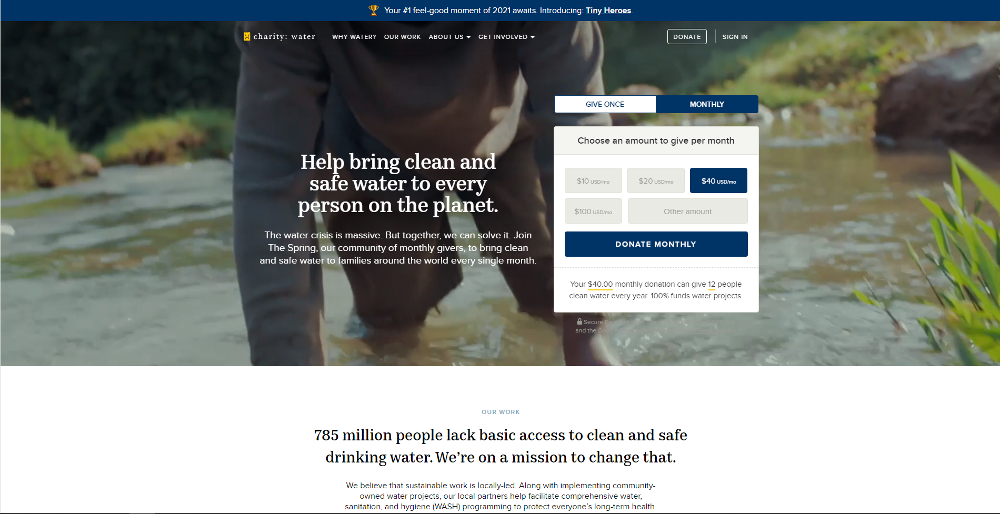 Your #1 feel-good moment of 2021 awaits. Introducing: Tiny Heroes.
charity: water
WHY WATER?
OUR WORK
ABOUT US
GET INVOLVED
DONATE
SIGN IN
Help bring clean and
safe water to every
person on the planet.
The water crisis is massive. But together, we can solve it. Join
The Spring, our community of monthly givers, to bring clean
and safe water to families around the world every single month.
GIVE ONCE
MONTHLY
Choose an amount to give per month
$10 USD/mo
$20 USD/mo
$40 USD/mo
$100 USD/mo
Other amount
DONATE MONTHLY
Your $40.00 monthly donation can give 12 people
clean water every year. 100% funds water projects.
Secure
and the
OUR WORK
785 million people lack basic access to clean and safe
drinking water. We’re on a mission to change that.
We believe that sustainable work is locally-led. Along with implementing community-
owned water projects, our local partners help facilitate comprehensive water,
sanitation, and hygiene (WASH) programming to protect everyone’s long-term health.